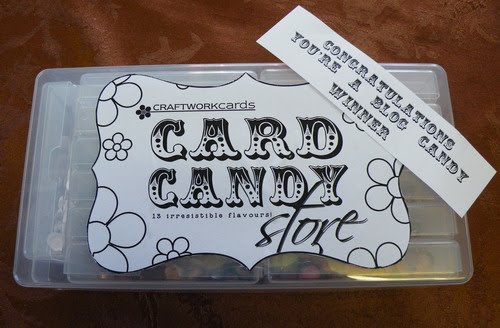 CRAFTWORKcards
CARD
CANDY
13 irresistible flavours!
store
CONGRATULATIONS
YOU'RE A BLOG CANDY
WINNER